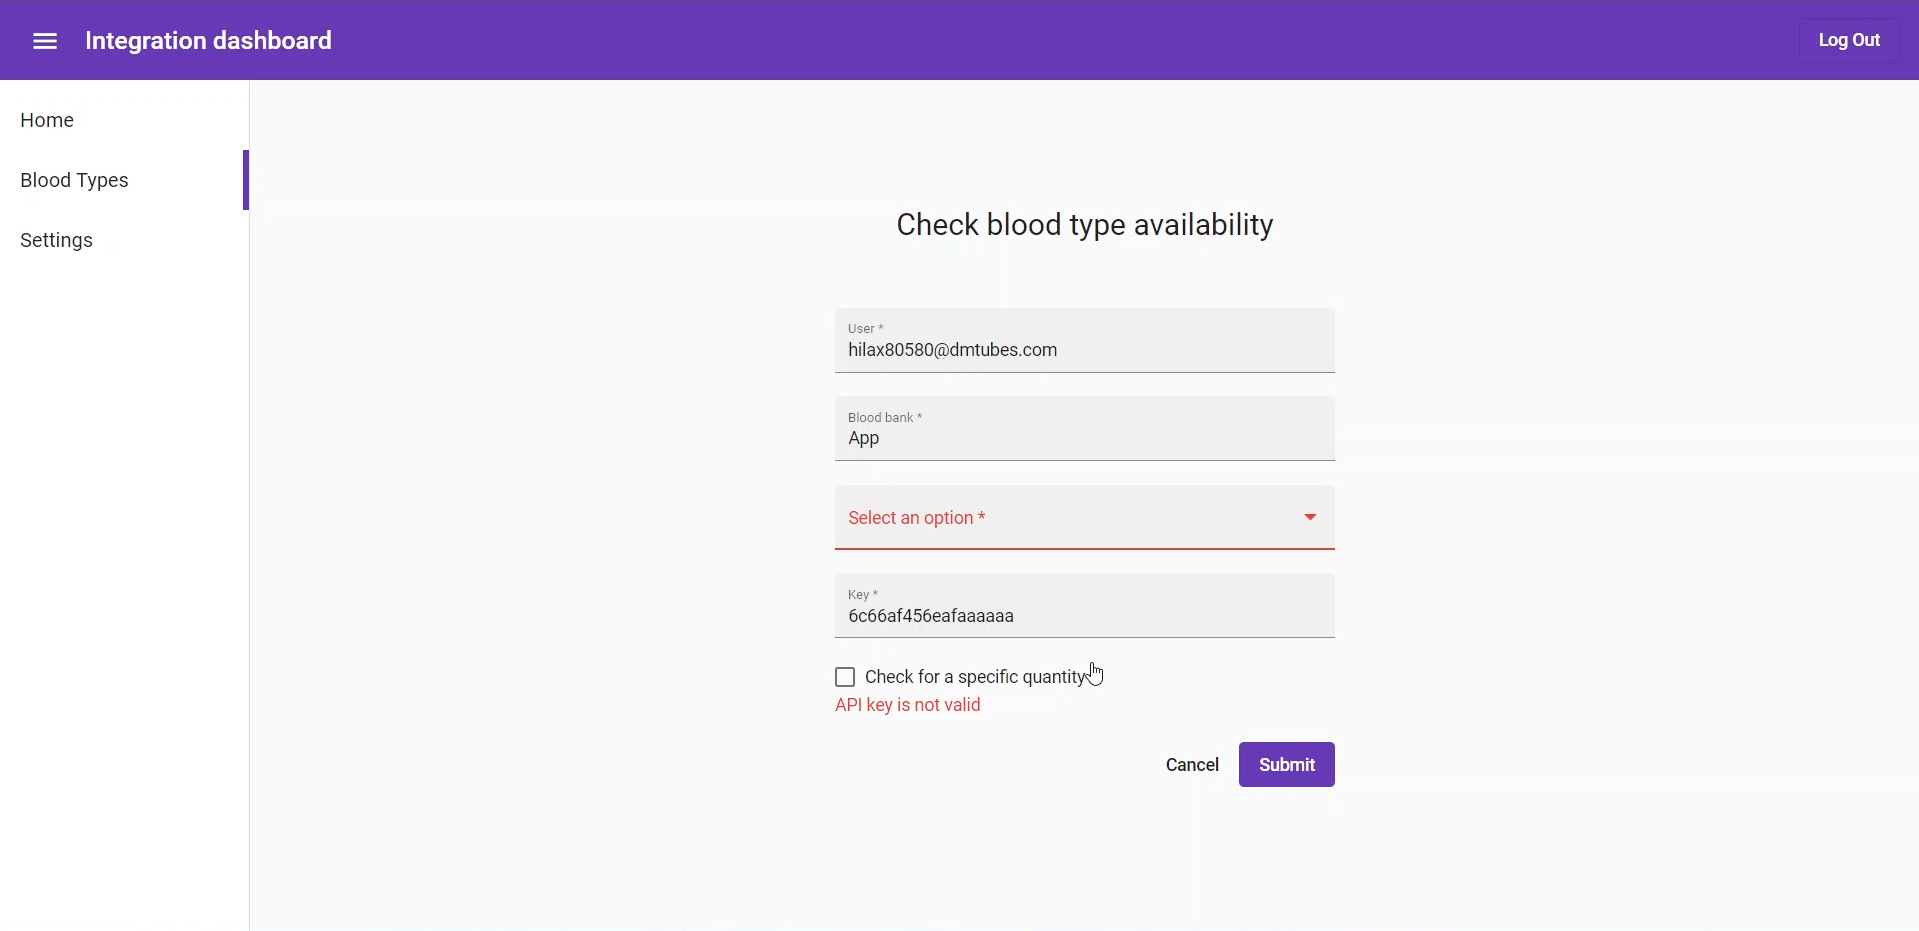 Integration dashboard
Log Out
Home
Blood Types
Settings
Check blood type availability
User *
hilax80580@dmtubes.com
Blood bank *
App
Select an option *
Key *
6c66af456eafaaaaaa
Check for a specific quantity
API key is not valid
Cancel
Submit